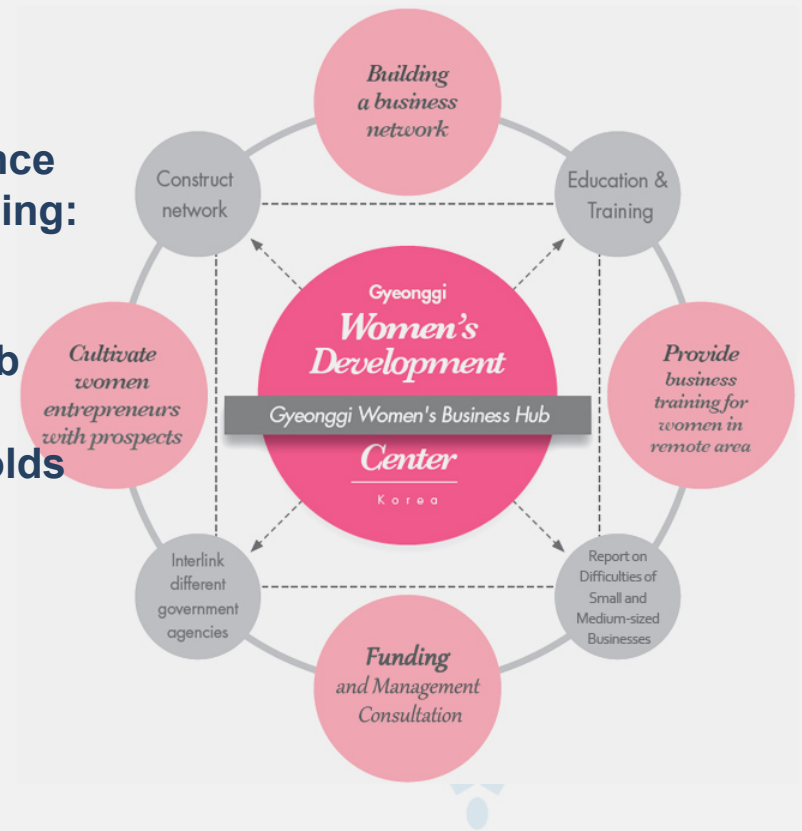 Building
a business
network
nce
ing:
Construct
network
Education &
Training
Gyeonggi
Women's
Development
Gyeonggi Women's Business Hub
Center
Korea
b
Cultivate
women
entrepreneurs
with prospects
olds
Provide
business
training for
women in
remote area
Interlink
different
government
agencies
Report on
Difficulties of
Small and
Medium-sized
Businesses
Funding
and Management
Consultation